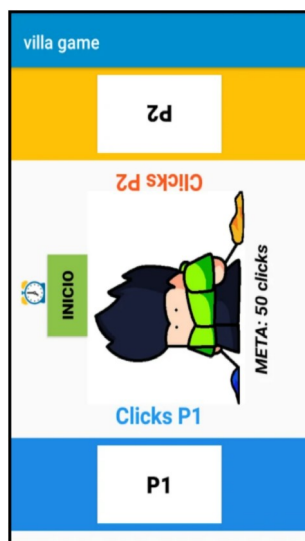 villa game
P2
Clicks P2
INICIO
META: 50 clicks
Clicks P1
P1